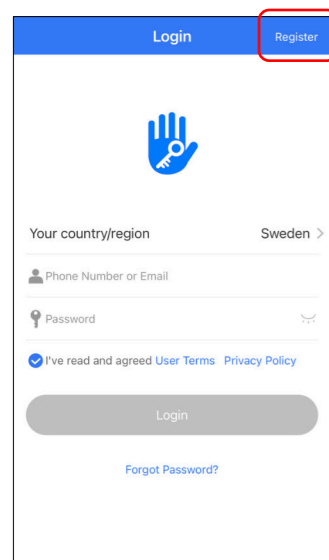 Login Register
Your country/region Sweden
Phone Number or Email
Password
I've read and agreed User Terms Privacy Policy
Login
Forgot Password?